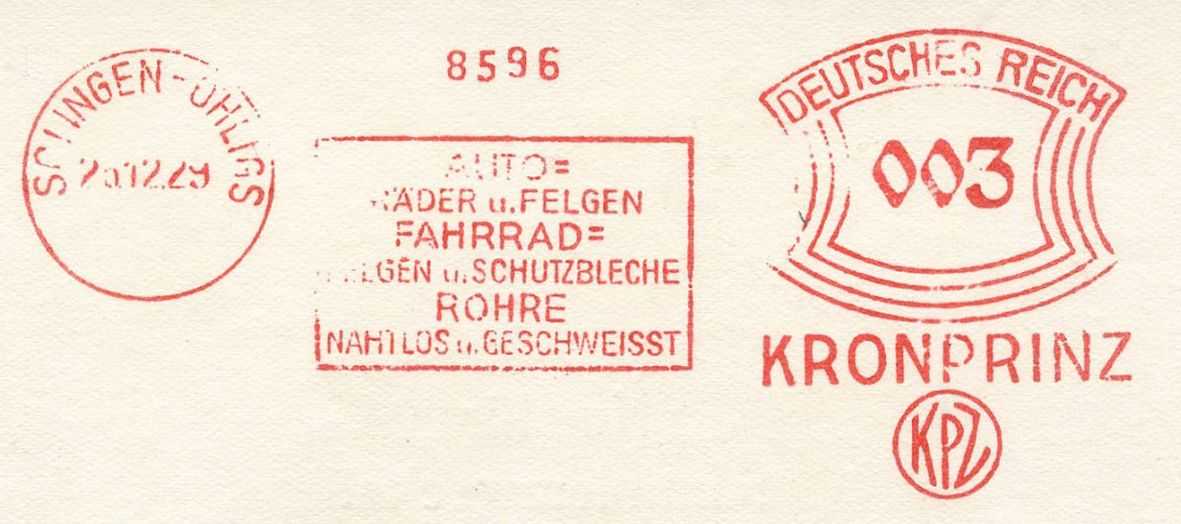 SOLINGEN-OHLIGS
8596
AUTO=
RÄDER u.FELGEN
FAHRRAD=
FELGEN u.SCHUTZBLECHE
ROHRE
NAHTLOS u.GESCHWEISST
DEUTSCHES REICH
003
KRONPRINZ
KPZ